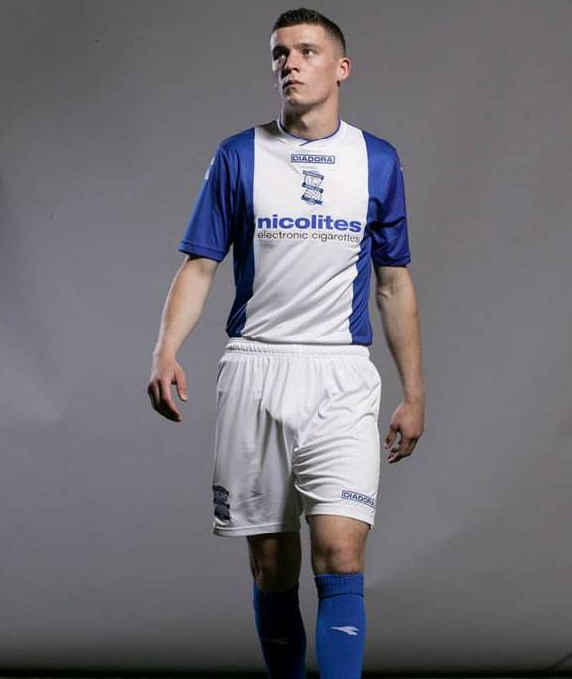 DIADORA
nicolites
electronic cigarettes
DIADORA